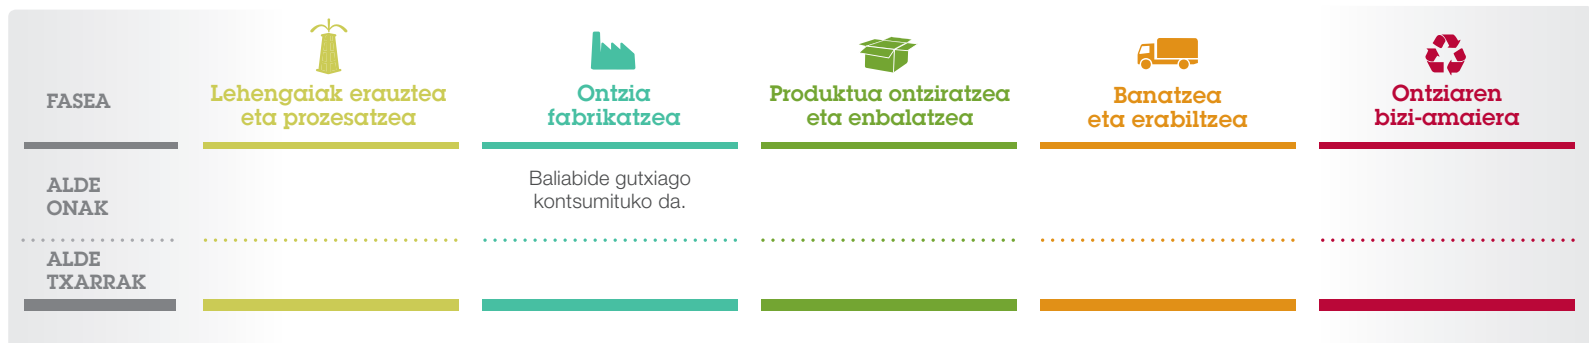 FASEA
Lehengaiak erauztea
eta prozesatzea
Ontzia
fabrikatzea
Produktua ontziratzea
eta enbalatzea
Banatzea
eta erabiltzea
Ontziaren
bizi-amaiera
ALDE
ONAK
Baliabide gutxiago
kontsumituko da.
ALDE
TXARRAK